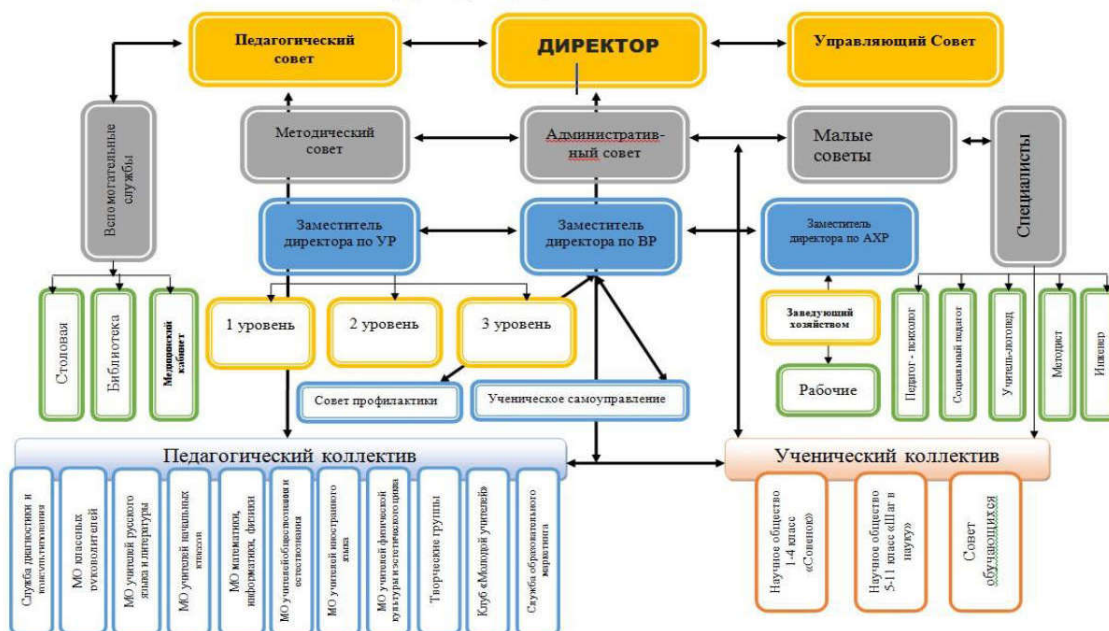 Педагогический
совет
ДИРЕКТОР
Управляющий Совет
Вспомогательные
службы
Методический
совет
Административ-
ный совет
Малые
советы
Специалисты
Заместитель
директора по УР
Заместитель
директора по ВР
Заместитель
директора по АХР
Столовая
Библиотека
Медицинский
кабинет
1 уровень
2 уровень
3 уровень
Заведующий
хозяйством
Рабочие
Педагог - психолог
Социальный педагог
Учитель-логопед
Методист
Инженер
Совет профилактики
Ученическое самоуправление
Педагогический коллектив
Ученический коллектив
Служба диагностики и
консультирования
МО классных
руководителей
МО учителей русского
языка и литературы
МО учителей начальных
классов
МО математики,
информатики, физики
МО учителей обществознания и
естествознания
МО учителей иностранного
языка
МО учителей физической
культуры и эстетического цикла
Творческие группы
Клуб «Молодой учителей»
Служба образовательного
маркетинга
Научное общество
1-4 класс
«Совенок»
Научное общество
5-11 класс «Шаг в
науку»
Совет
обучающихся